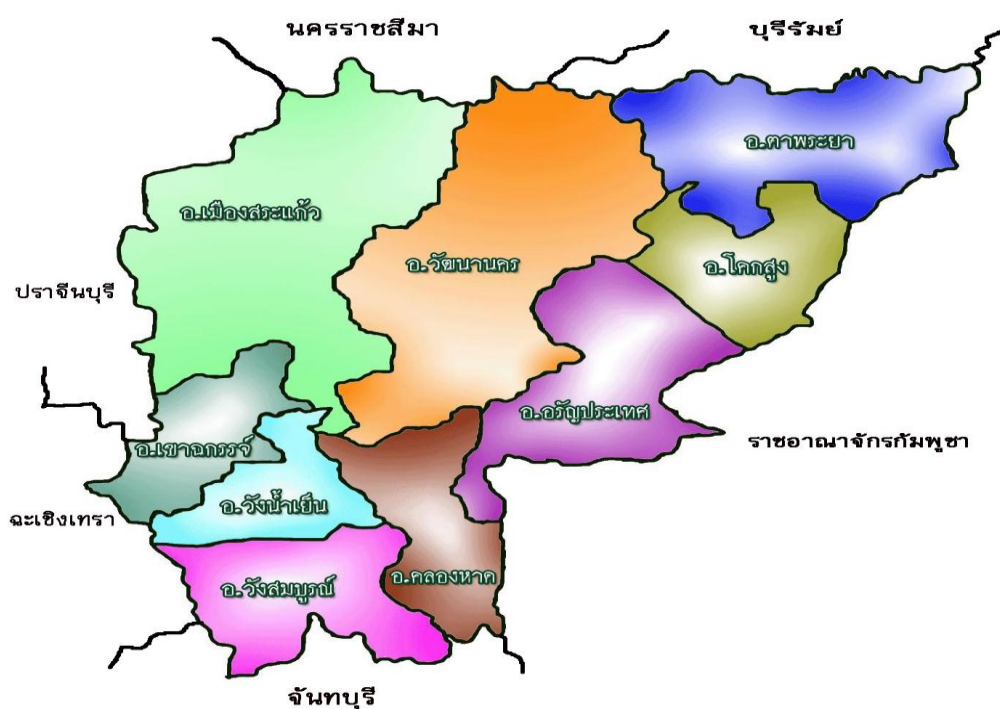 นครราชสีมา
บุรีรัมย์
อ.ตาพระยา
อ.เมืองสระแก้ว
อ.วัฒนานคร
อ.โคกสูง
ปราจีนบุรี
อ.อรัญประเทศ
ราชอาณาจักรกัมพูชา
อ.เขาฉกรรจ์
อ.วังน้ำเย็น
ฉะเชิงเทรา
อ.คลองหาด
อ.วังสมบูรณ์
จันทบุรี